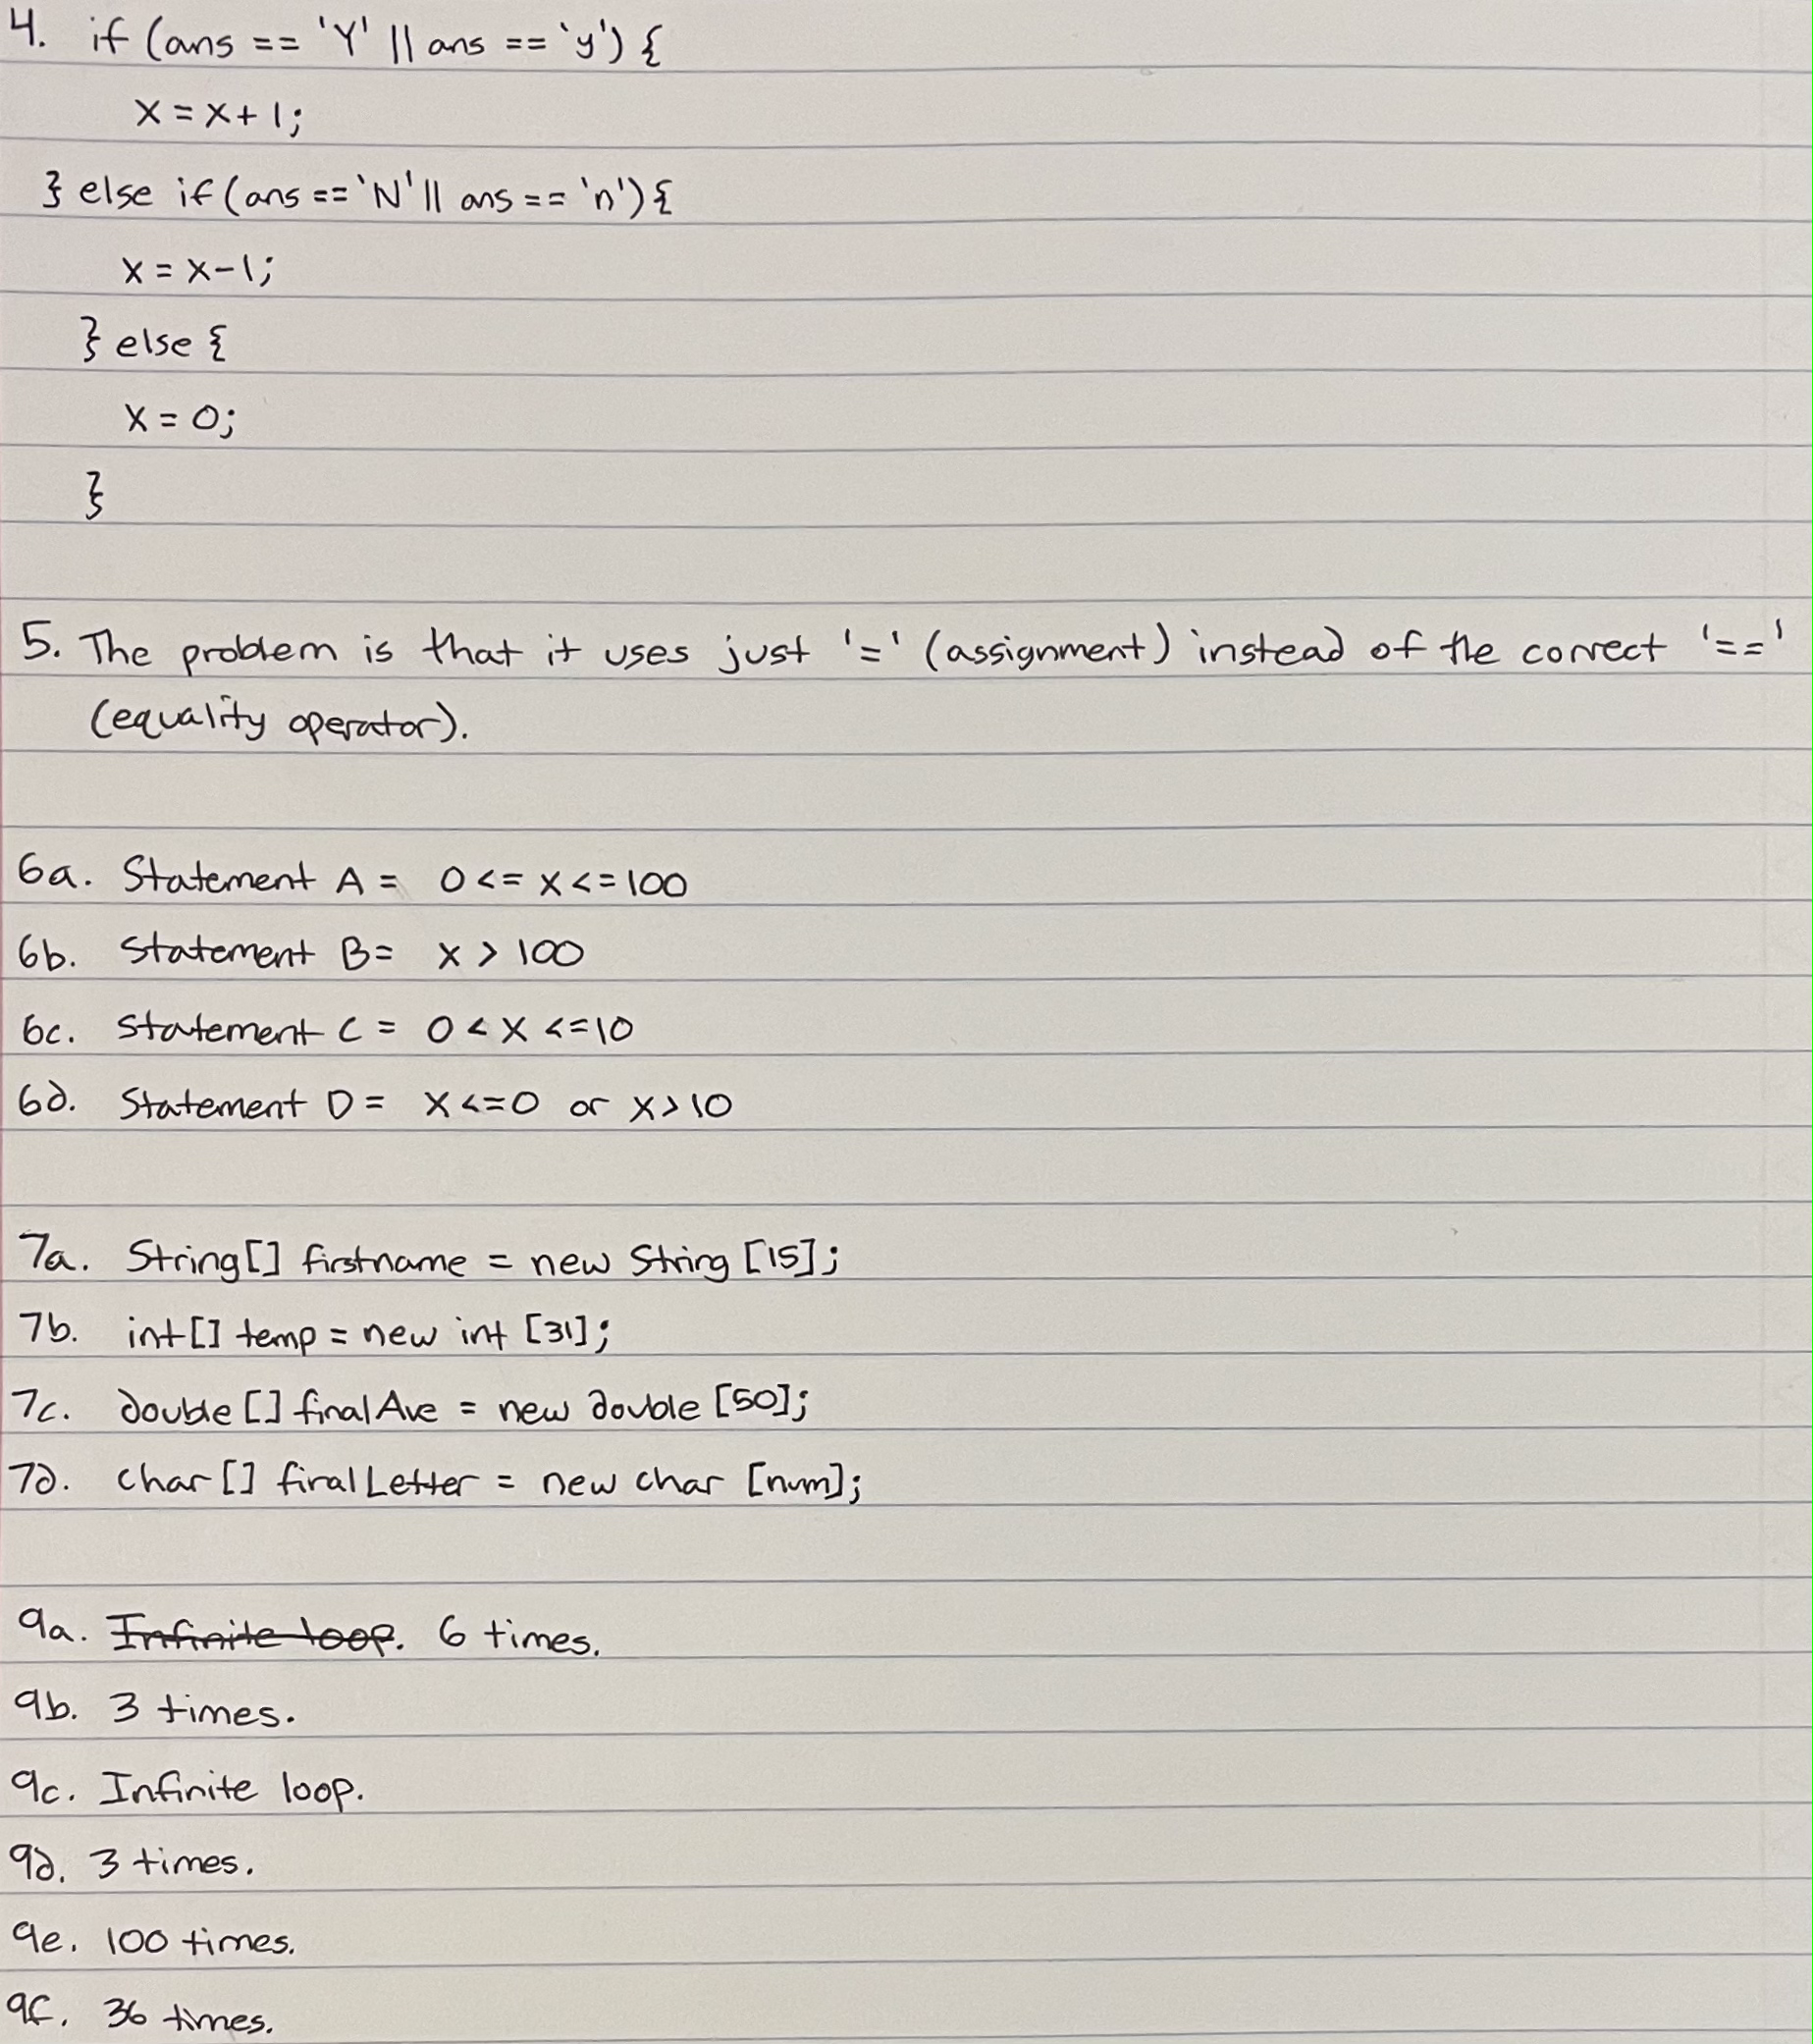 4. if (ans == 'Y' || ans == 'y') {
x = x + 1;
} else if (ans == 'N' || ans == 'n') {
x = x - 1;
} else {
x = 0;
}
5. The problem is that it uses just '=' (assignment) instead of the correct '=='
(equality operator).
6a. Statement A = 0 <= x <= 100
6b. Statement B = x > 100
6c. Statement C = 0 < x <= 10
6d. Statement D = x <= 0 or x > 10
7a. String[] firstname = new String [15];
7b. int[] temp = new int [31];
7c. double [] finalAve = new double [50];
7d. char [] finalLetter = new char [num];
9a. Infinite loop. 6 times.
9b. 3 times.
9c. Infinite loop.
9d. 3 times.
9e. 100 times.
9f. 36 times.